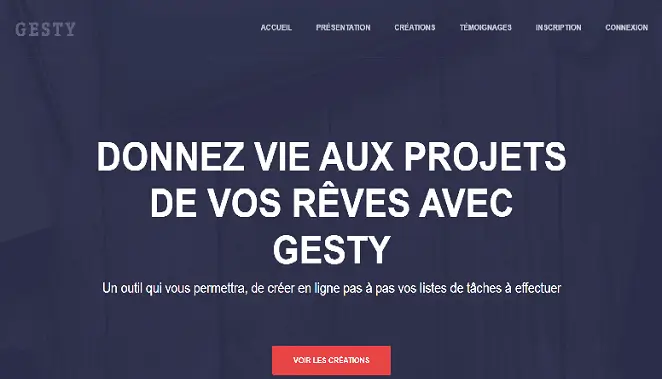 GESTY
ACCUEIL PRÉSENTATION CRÉATIONS TÉMOIGNAGES INSCRIPTION CONNEXION
DONNEZ VIE AUX PROJETS
DE VOS RÊVES AVEC
GESTY
Un outil qui vous permettra, de créer en ligne pas à pas vos listes de tâches à effectuer
VOIR LES CRÉATIONS